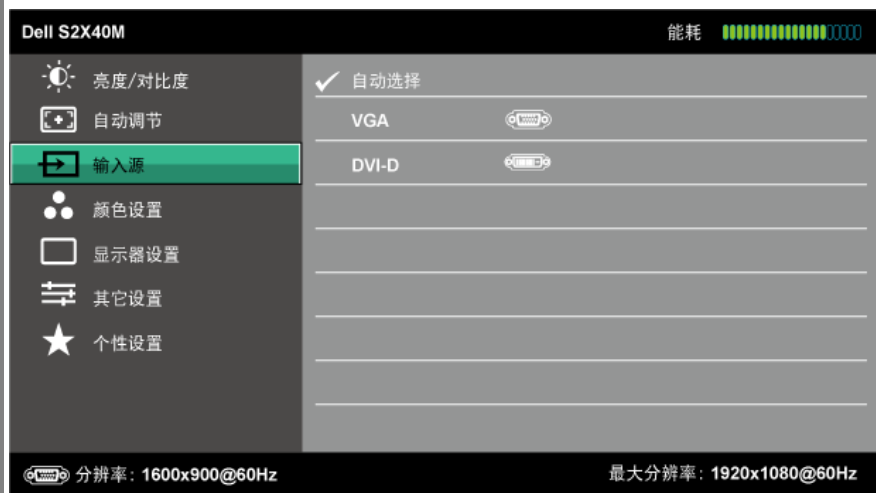 Dell S2X40M 能耗
亮度/对比度
自动选择
自动调节
VGA
输入源
DVI-D
颜色设置
显示器设置
其它设置
个性设置
分辨率: 1600x900@60Hz 最大分辨率: 1920x1080@60Hz